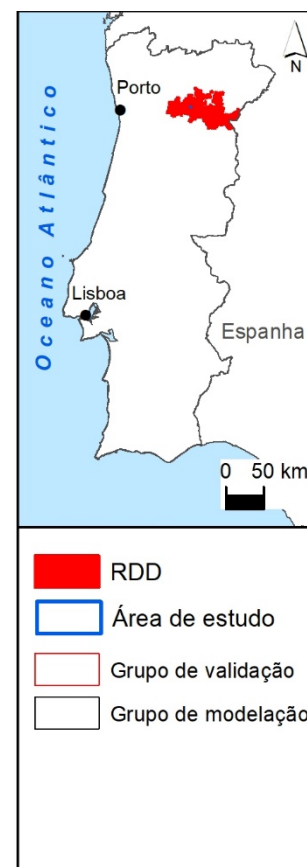 N
Porto
Oceano Atlântico
Lisboa
Espanha
0 50 km
RDD
Área de estudo
Grupo de validação
Grupo de modelação